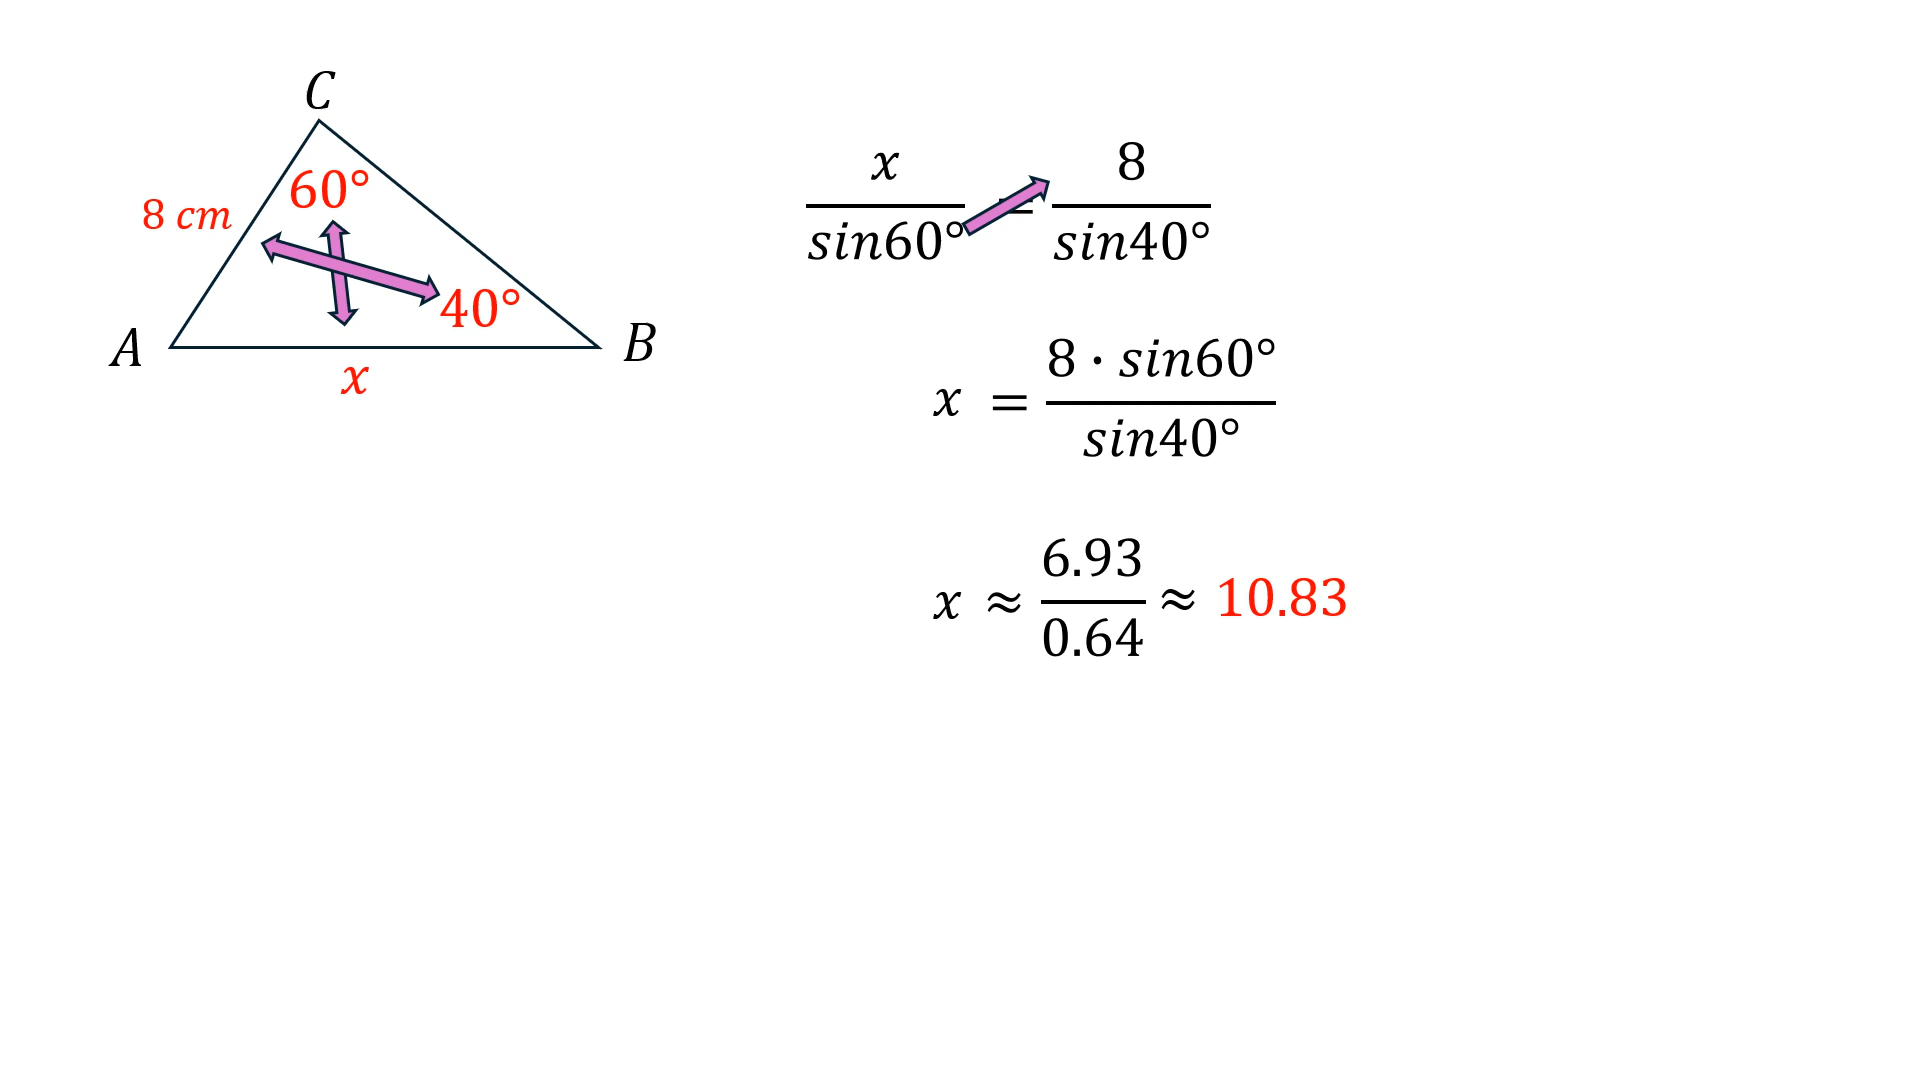 C
60°
8 cm
40°
A
B
x
x / sin60° = 8 / sin40°
x = 8 · sin60° / sin40°
x ≈ 6.93 / 0.64 ≈ 10.83